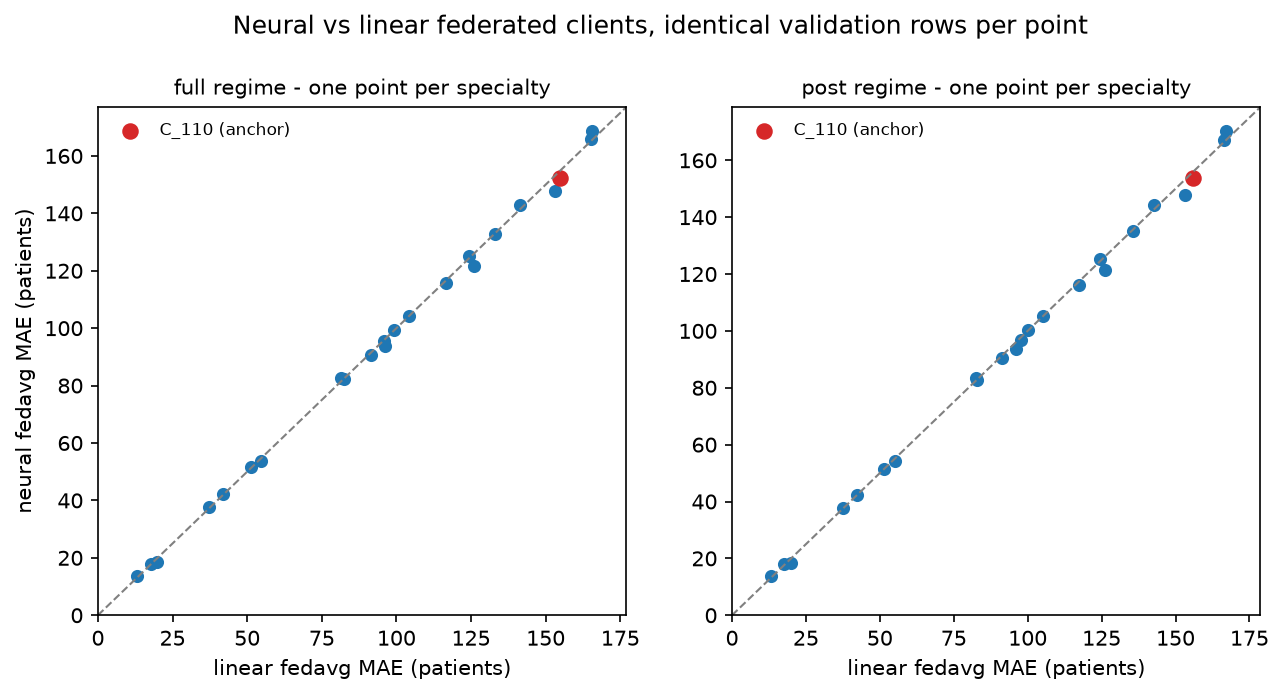 Neural vs linear federated clients, identical validation rows per point
full regime - one point per specialty
C_110 (anchor)
neural fedavg MAE (patients)
160
140
120
100
80
60
40
20
0
0 25 50 75 100 125 150 175
linear fedavg MAE (patients)
post regime - one point per specialty
C_110 (anchor)
160
140
120
100
80
60
40
20
0
0 25 50 75 100 125 150 175
linear fedavg MAE (patients)